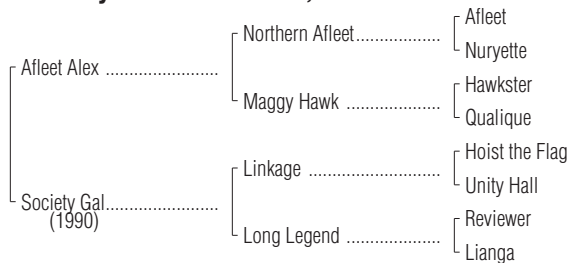 Afleet
Northern Afleet..................
Nuryette
Afleet Alex ........................
Hawkster
Maggy Hawk ....................
Qualique
Hoist the Flag
Linkage ............................
Unity Hall
Society Gal........................
(1990)
Reviewer
Long Legend ....................
Lianga